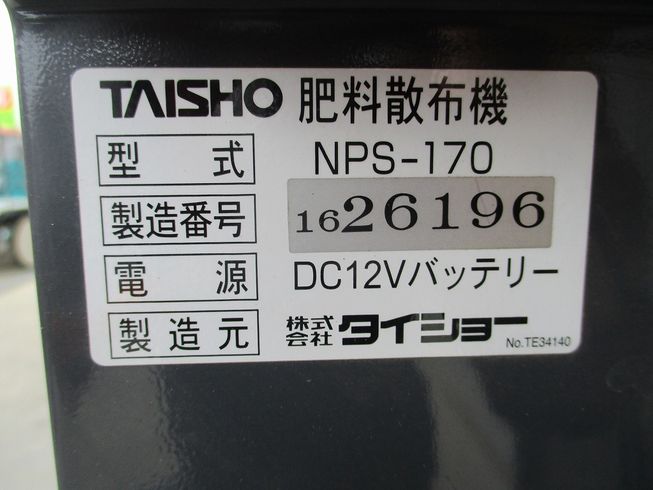 TAISHO 肥料散布機
型式 NPS-170
製造番号 1626196
電源 DC12Vバッテリー
製造元 株式会社 タイショー
No.TE34140